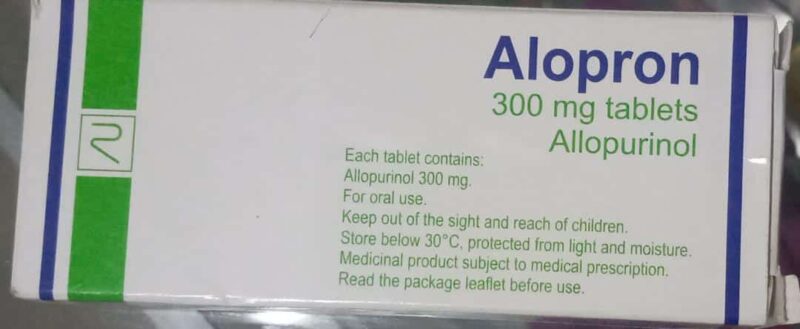 Alopron
300 mg tablets
Allopurinol
Each tablet contains:
Allopurinol 300 mg.
For oral use.
Keep out of the sight and reach of children.
Store below 30°C, protected from light and moisture.
Medicinal product subject to medical prescription.
Read the package leaflet before use.